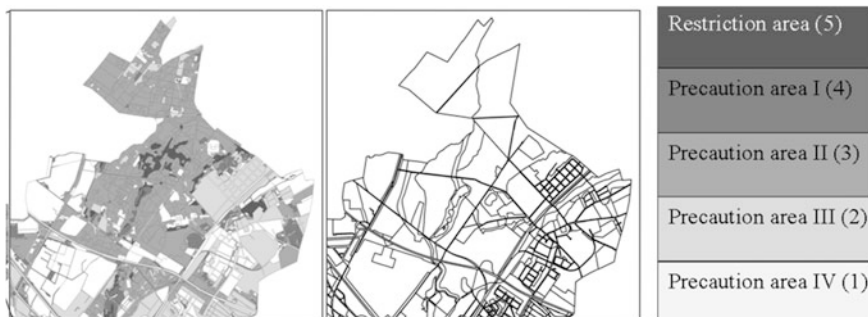 Restriction area (5)
Precaution area I (4)
Precaution area II (3)
Precaution area III (2)
Precaution area IV (1)